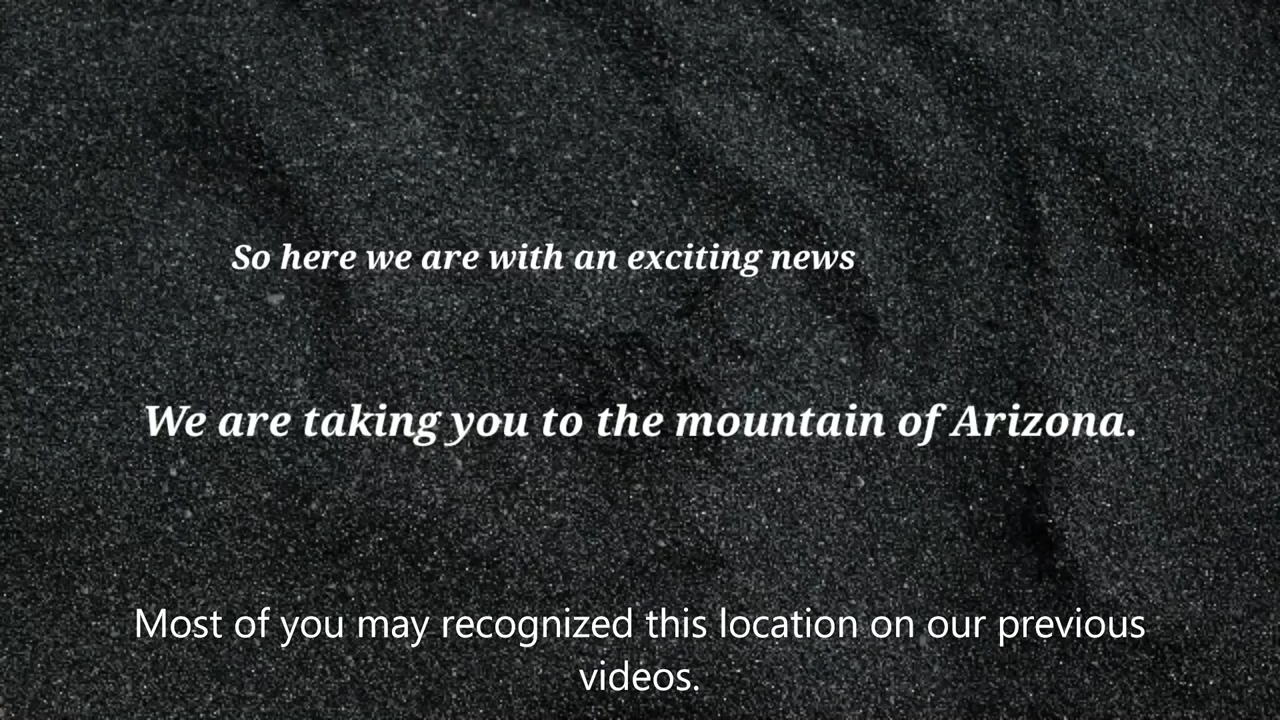 So here we are with an exciting news
We are taking you to the mountain of Arizona.
Most of you may recognized this location on our previous
videos.